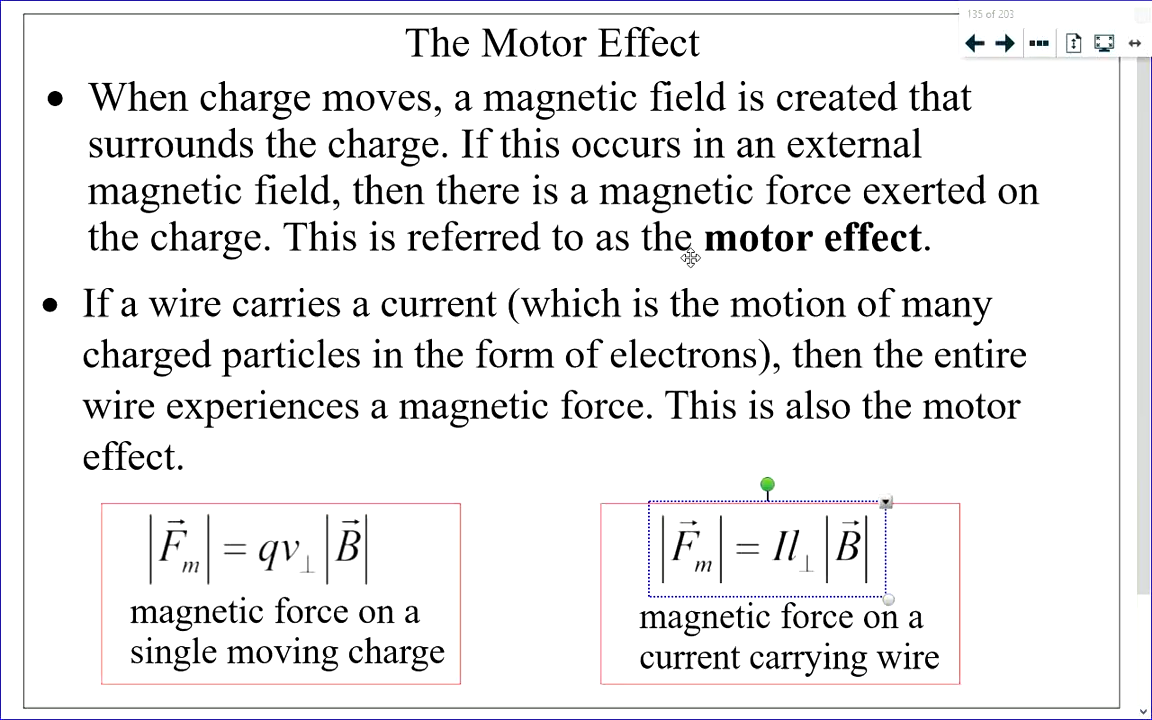 135 of 203
The Motor Effect
• When charge moves, a magnetic field is created that
surrounds the charge. If this occurs in an external
magnetic field, then there is a magnetic force exerted on
the charge. This is referred to as the motor effect.
• If a wire carries a current (which is the motion of many
charged particles in the form of electrons), then the entire
wire experiences a magnetic force. This is also the motor
effect.
|F⃗ₘ| = qv⊥|B⃗|
magnetic force on a
single moving charge
|F⃗ₘ| = Il⊥|B⃗|
magnetic force on a
current carrying wire